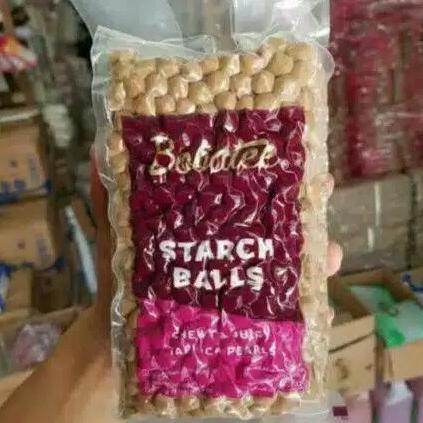 Bobatee
STARCH
BALLS
CHEWY
TAPIOCA PEARLS